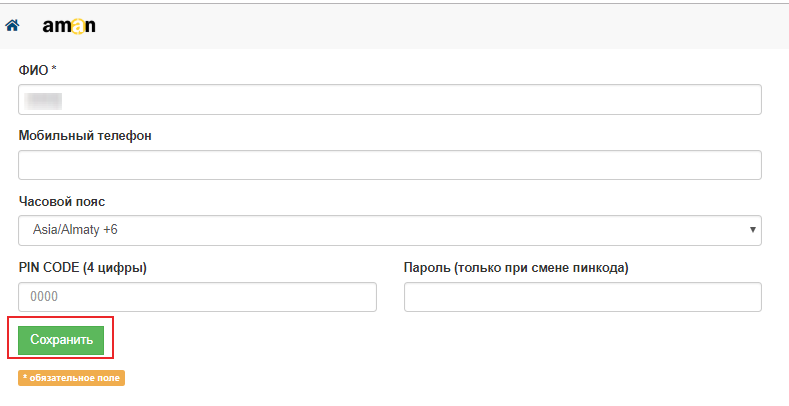 aman
ФИО *
Мобильный телефон
Часовой пояс
Asia/Almaty +6
PIN CODE (4 цифры) Пароль (только при смене пинкода)
0000
Сохранить
* обязательное поле